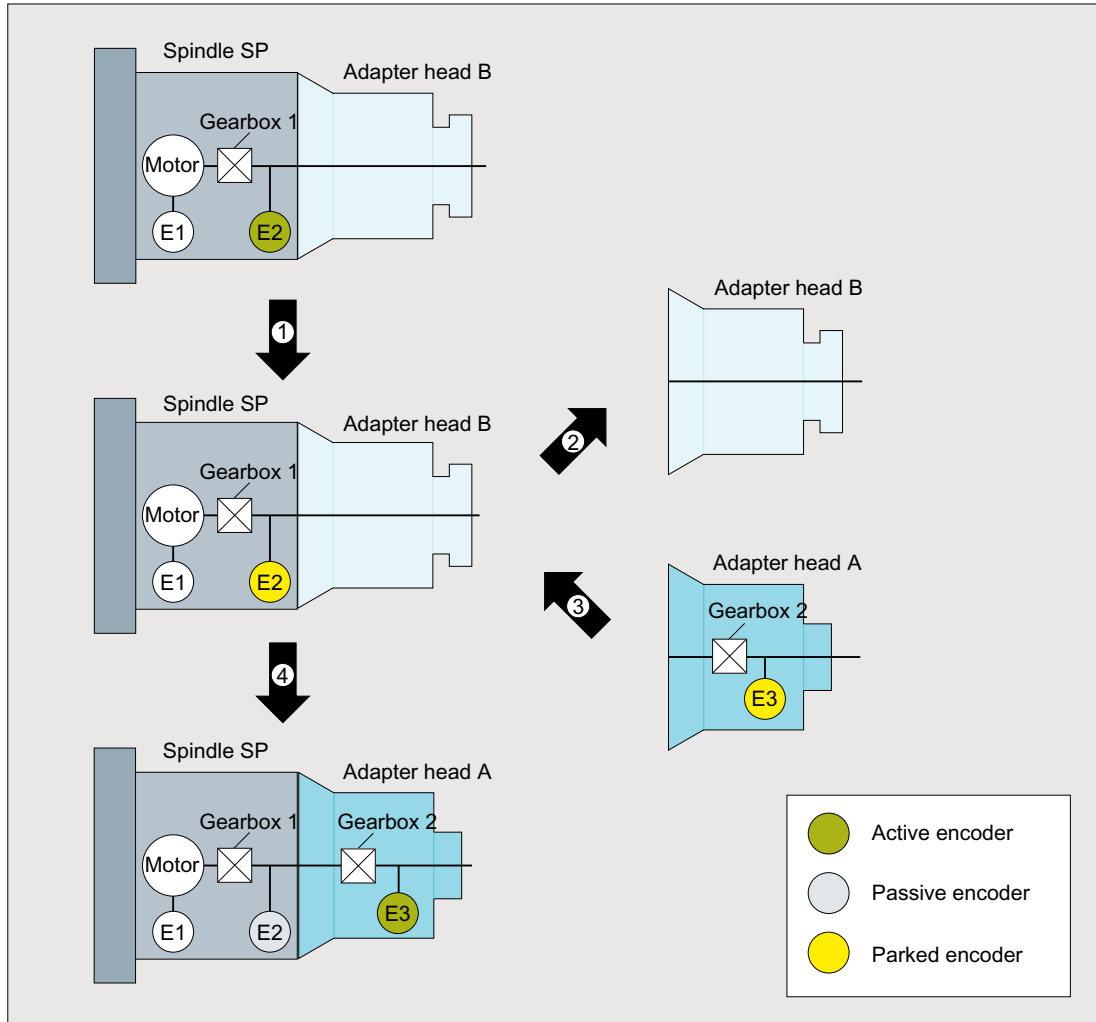 Spindle SP
Adapter head B
Gearbox 1
Motor
E1
E2
1
Adapter head B
Spindle SP
Adapter head B
2
Gearbox 1
Motor
E1
E2
Adapter head A
3
Gearbox 2
E3
4
Spindle SP
Adapter head A
Gearbox 1
Gearbox 2
Motor
E1
E2
E3
Active encoder
Passive encoder
Parked encoder